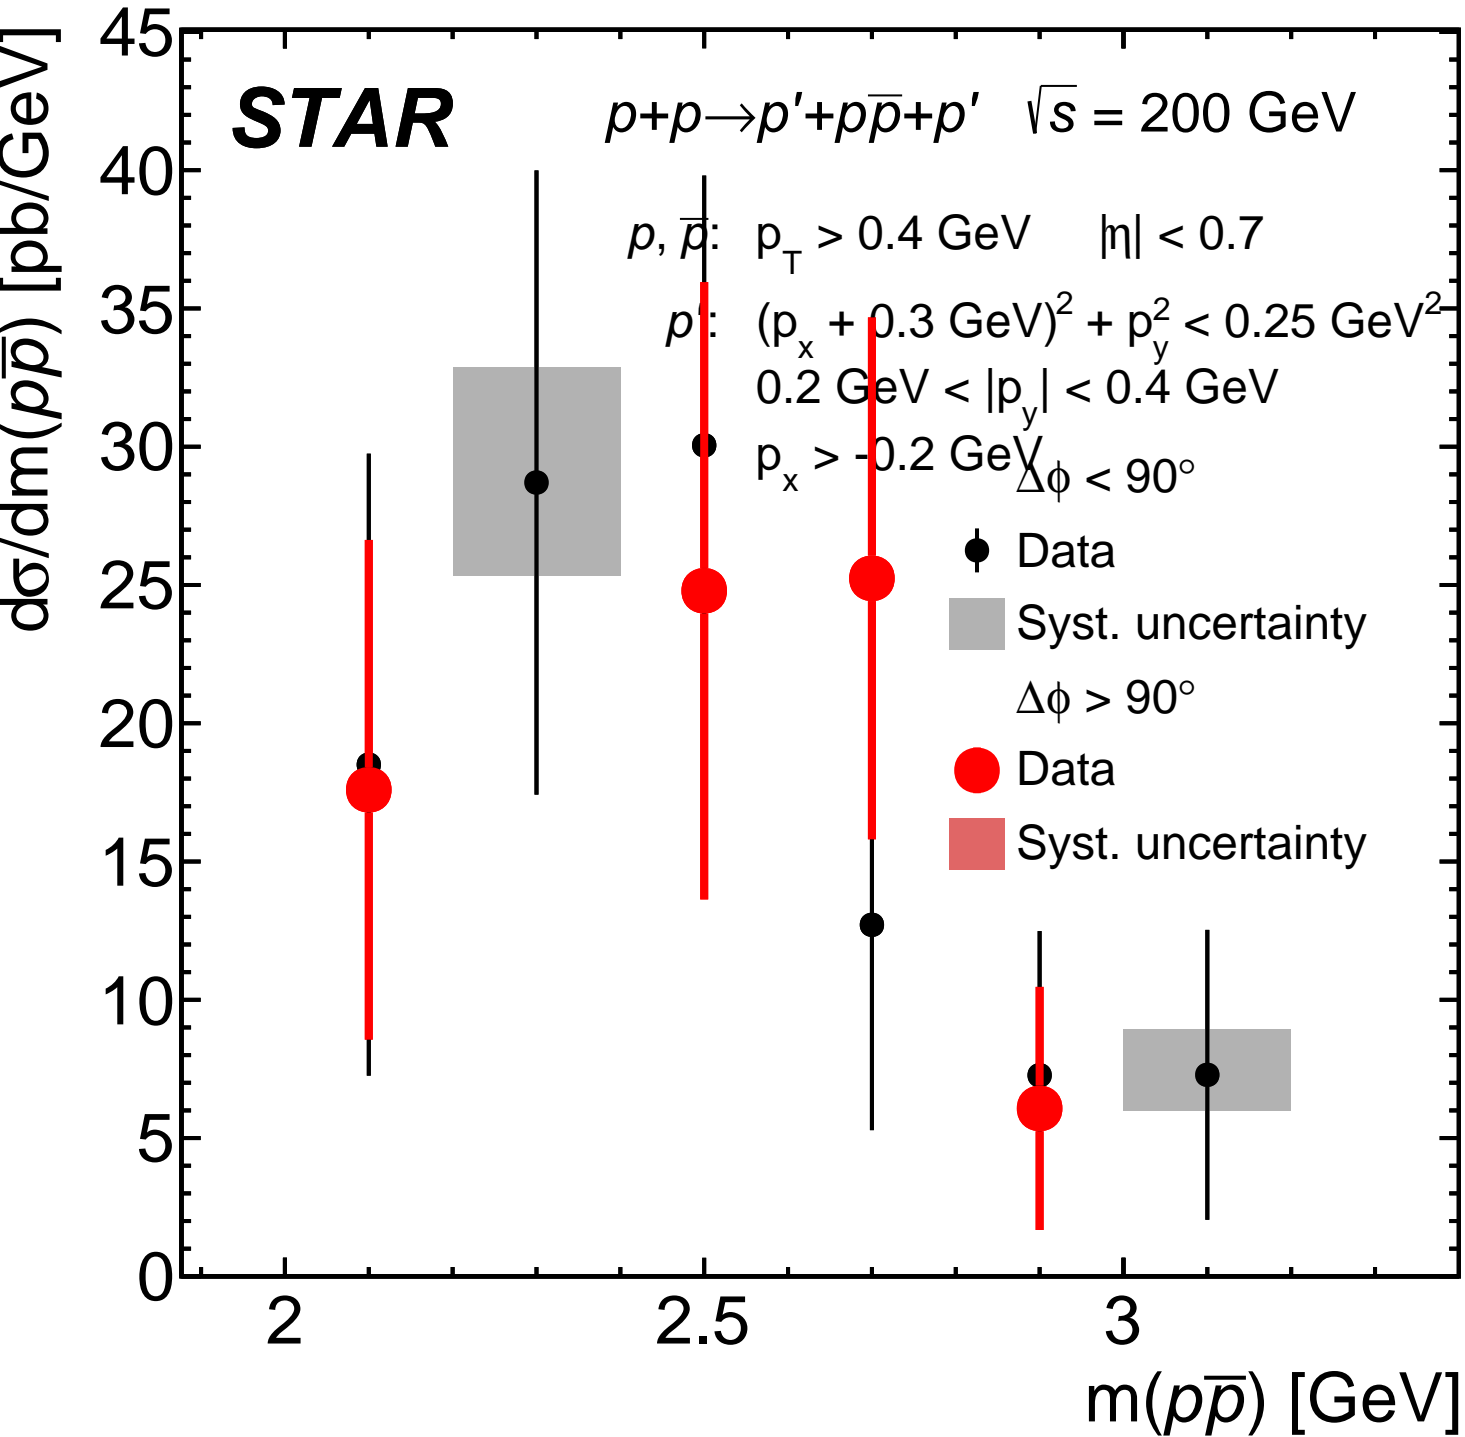 STAR p+p→p′+pp̅+p′ √s = 200 GeV
p, p̅: p_T > 0.4 GeV |η| < 0.7
p′: (p_x + 0.3 GeV)² + p_y² < 0.25 GeV²
0.2 GeV < |p_y| < 0.4 GeV
p_x > -0.2 GeV
Δϕ < 90°
Data
Syst. uncertainty
Δϕ > 90°
Data
Syst. uncertainty
dσ/dm(pp̅) [pb/GeV]
45
40
35
30
25
20
15
10
5
0
2 2.5 3
m(pp̅) [GeV]